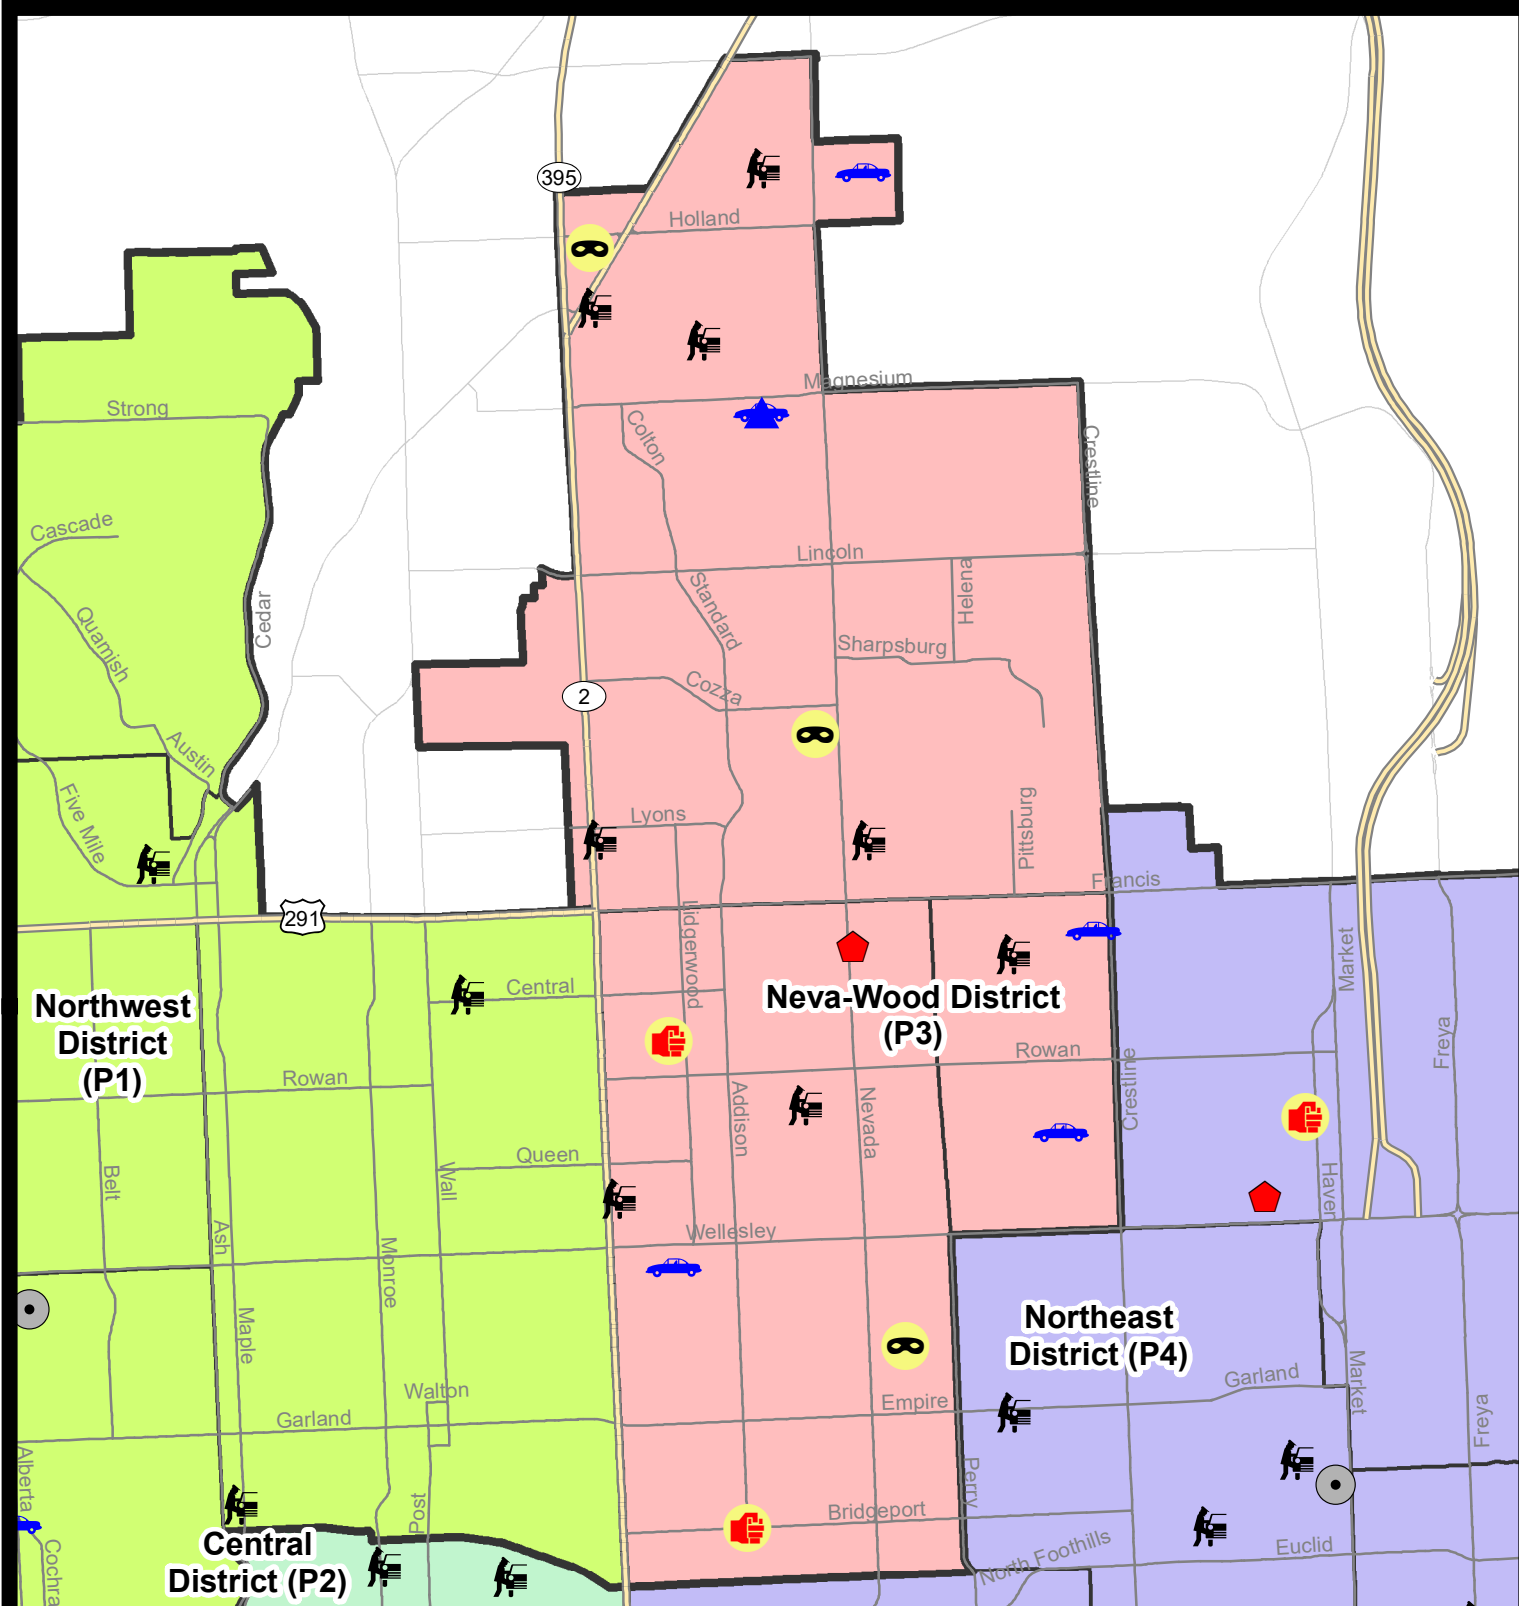 395
Holland
Magnesium
Strong
Colton
Crestline
Cascade
Lincoln
Helena
Cedar
Standard
Quamish
Sharpsburg
Cozza
2
Austin
Five Mile
Lyons
Pittsburg
Francis
291
Lidgerwood
Market
Central
Northwest
District
(P1)
Neva-Wood District
(P3)
Freya
Rowan
Rowan
Crestline
Addison
Nevada
Queen
Belt
Wall
Haven
Ash
Wellesley
Monroe
Maple
Northeast
District (P4)
Market
Walton
Garland
Empire
Garland
Freya
Alberta
Post
Perry
Bridgeport
Central
District (P2)
Cochra
North Foothills
Euclid